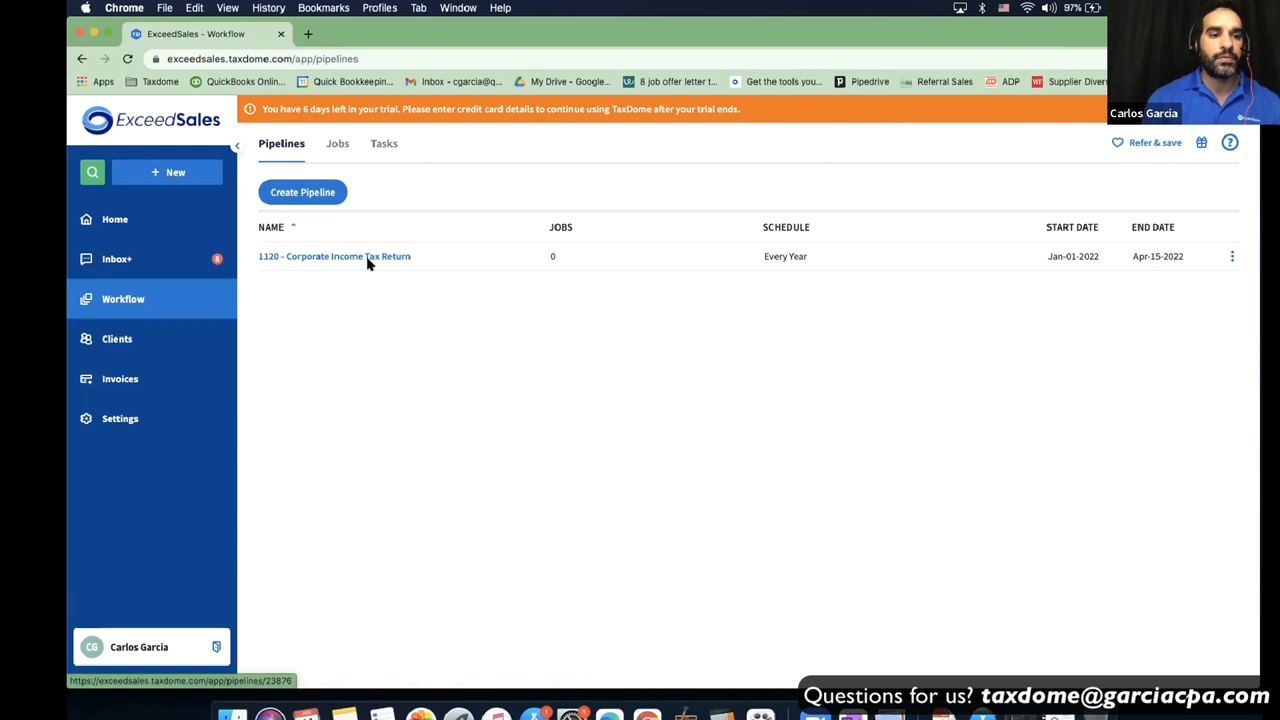 Chrome File Edit View History Bookmarks Profiles Tab Window Help 97%
ExceedSales - Workflow
exceedsales.taxdome.com/app/pipelines
Apps Taxdome QuickBooks Onlin... Quick Bookkeepin... Inbox - cgarcia@q... My Drive - Google... 8 job offer letter t... Get the tools you... Pipedrive Referral Sales ADP Supplier Divers
Carlos Garcia
ExceedSales
You have 6 days left in your trial. Please enter credit card details to continue using TaxDome after your trial ends.
Pipelines Jobs Tasks
Refer & save
+ New
Create Pipeline
Home
Inbox+ 8
Workflow
Clients
Invoices
Settings
NAME JOBS SCHEDULE START DATE END DATE
1120 - Corporate Income Tax Return 0 Every Year Jan-01-2022 Apr-15-2022
CG Carlos Garcia
https://exceedsales.taxdome.com/app/pipelines/23876
Questions for us? taxdome@garciacpa.com